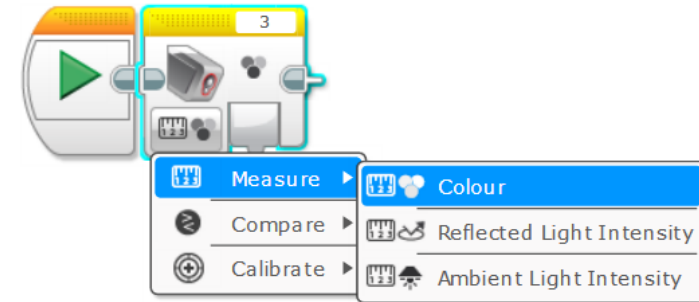 3
Measure
Colour
Compare
Reflected Light Intensity
Calibrate
Ambient Light Intensity